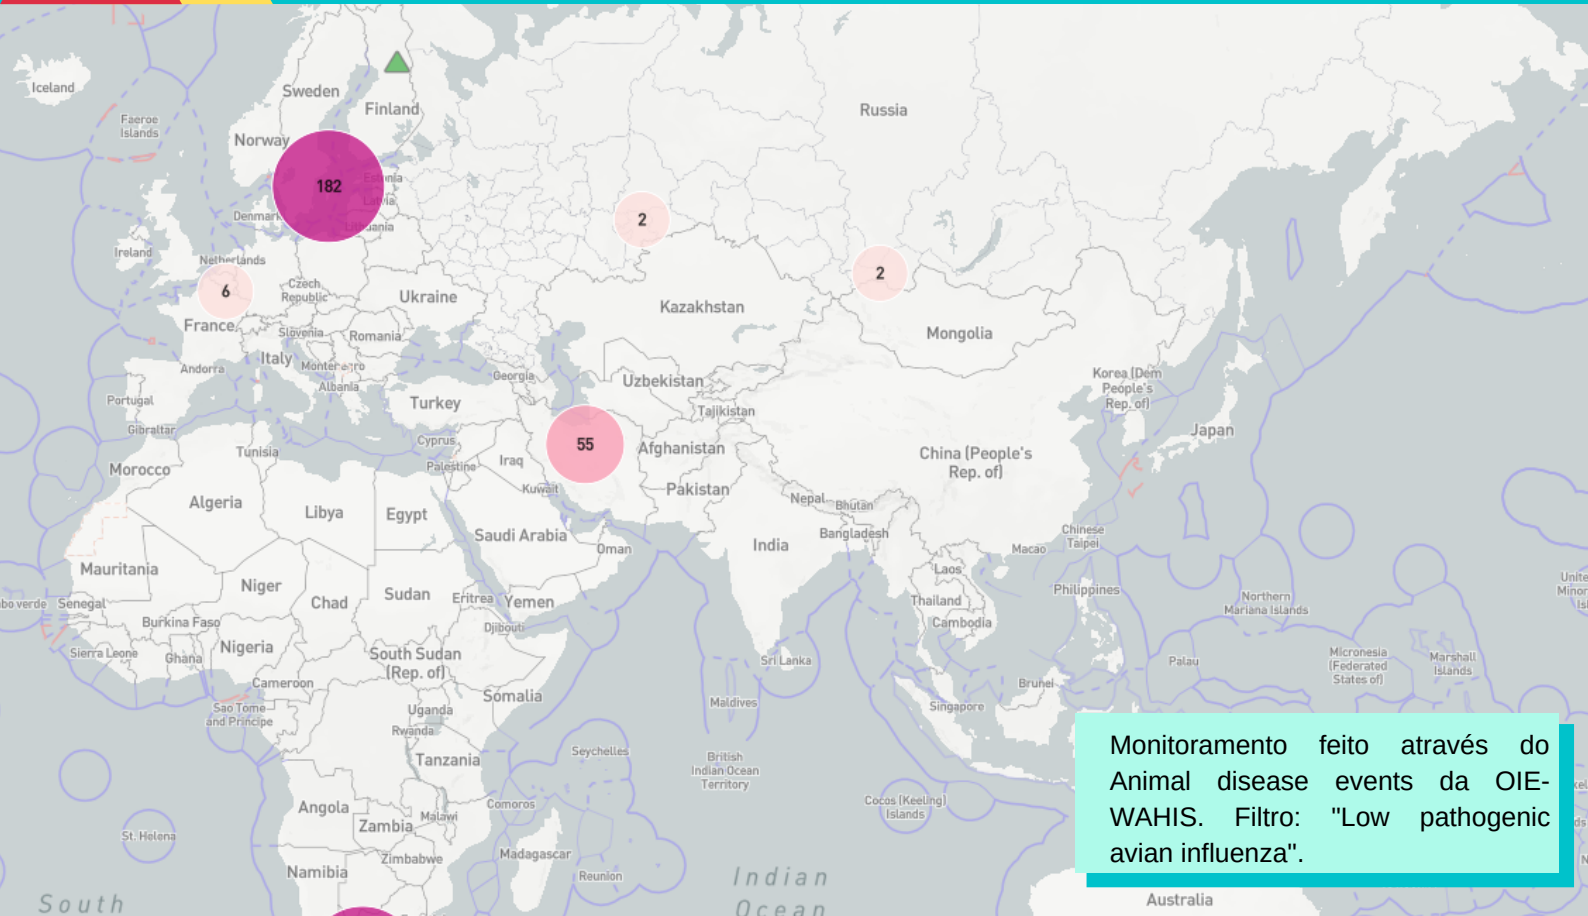 Iceland
Sweden
Finland
Russia
Faeroe
Islands
Norway
182
Denmark
2
Ireland
Netherlands
2
6
Czech
Republic
Ukraine
Kazakhstan
France
Slovenia
Romania
Mongolia
Italy
Montenegro
Andorra
Georgia
Albania
Uzbekistan
Korea (Dem
People's
Rep. of)
Portugal
Turkey
Tajikistan
Gibraltar
Japan
55
Cyprus
Afghanistan
Tunisia
China (People's
Rep. of)
Morocco
Palestine
Iraq
Kuwait
Pakistan
Nepal
Bhutan
Algeria
Libya
Egypt
Saudi Arabia
Bangladesh
Chinese
Taipei
India
Oman
Macao
Mauritania
Laos
Niger
Philippines
Sudan
Eritrea
Yemen
Chad
Thailand
Northern
Mariana Islands
bo verde
Senegal
Burkina Faso
Djibouti
Cambodia
Nigeria
Sierra Leone
Ghana
South Sudan
(Rep. of)
Sri Lanka
Palau
Micronesia
(Federated
States of)
Marshall
Islands
Cameroon
Somalia
Brunei
Maldives
Singapore
Sao Tome
and Principe
Uganda
Rwanda
Seychelles
Tanzania
British
Indian Ocean
Territory
Angola
Comoros
Cocos (Keeling)
Islands
Malawi
Zambia
St. Helena
Zimbabwe
Madagascar
Namibia
Reunion
Indian
Ocean
South
Australia
Monitoramento feito através do
Animal disease events da OIE-
WAHIS. Filtro: "Low pathogenic
avian influenza".